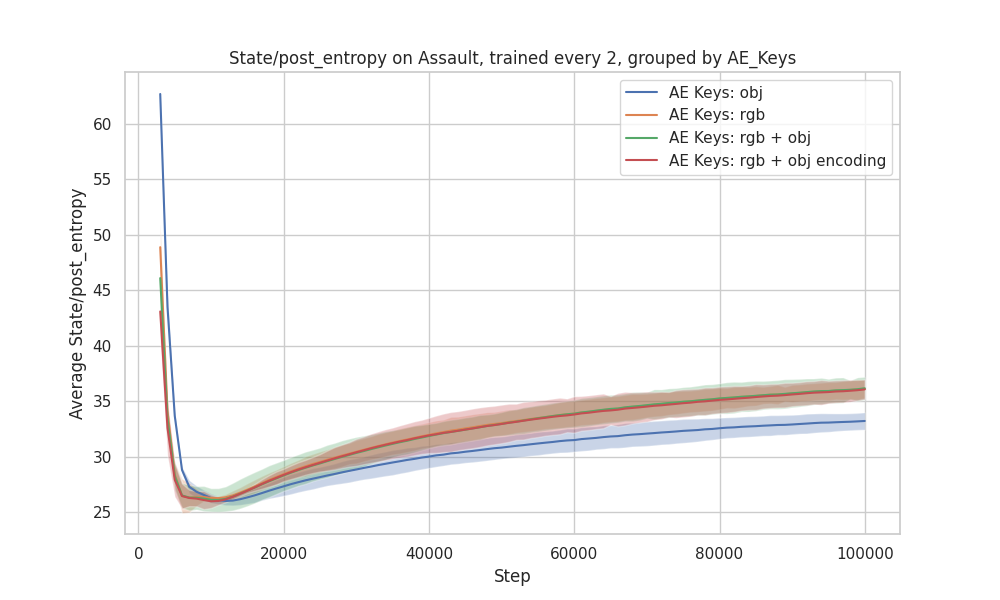 State/post_entropy on Assault, trained every 2, grouped by AE_Keys
AE Keys: obj
AE Keys: rgb
AE Keys: rgb + obj
AE Keys: rgb + obj encoding
Average State/post_entropy
60
55
50
45
40
35
30
25
0 20000 40000 60000 80000 100000
Step